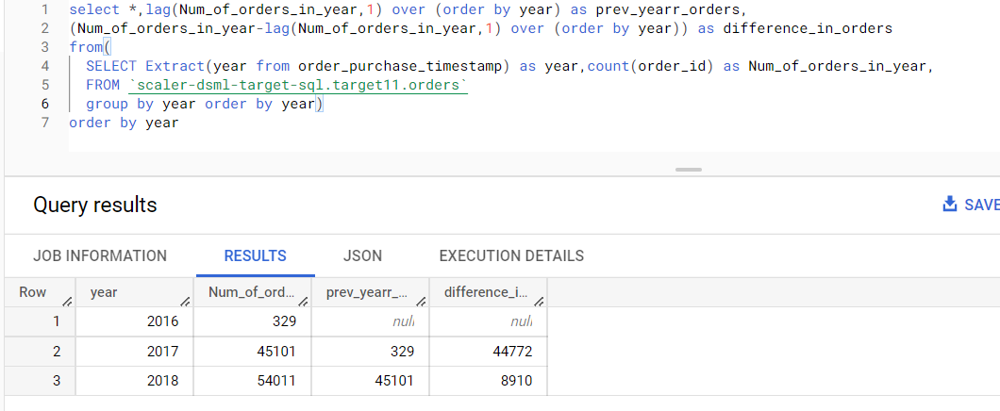 1 select *,lag(Num_of_orders_in_year,1) over (order by year) as prev_yearr_orders,
2 (Num_of_orders_in_year-lag(Num_of_orders_in_year,1) over (order by year)) as difference_in_orders
3 from(
4 SELECT Extract(year from order_purchase_timestamp) as year,count(order_id) as Num_of_orders_in_year,
5 FROM `scaler-dsml-target-sql.target11.orders`
6 group by year order by year)
7 order by year
Query results SAVE
JOB INFORMATION RESULTS JSON EXECUTION DETAILS
Row year Num_of_ord... prev_yearr_... difference_i...
1 2016 329 null null
2 2017 45101 329 44772
3 2018 54011 45101 8910